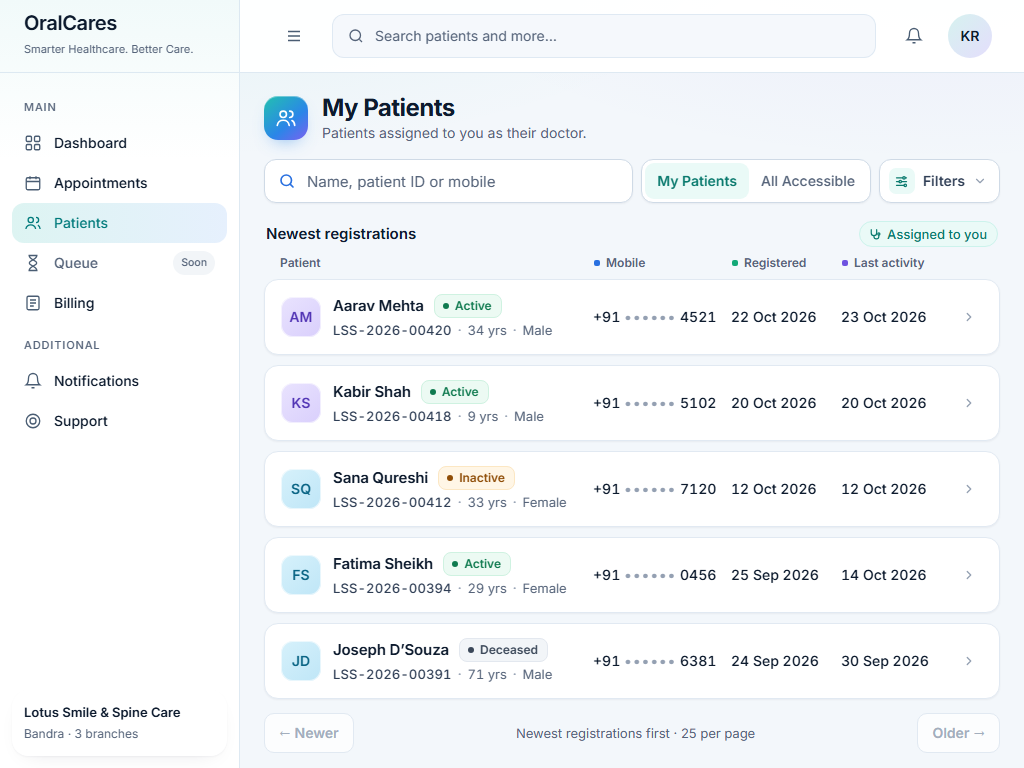 OralCares
Smarter Healthcare. Better Care.
Search patients and more...
KR
MAIN
Dashboard
Appointments
Patients
Queue Soon
Billing
ADDITIONAL
Notifications
Support
Lotus Smile & Spine Care
Bandra · 3 branches
My Patients
Patients assigned to you as their doctor.
Name, patient ID or mobile
My Patients All Accessible Filters
Newest registrations Assigned to you
Patient Mobile Registered Last activity
AM Aarav Mehta Active
LSS-2026-00420 · 34 yrs · Male
+91 •••••• 4521 22 Oct 2026 23 Oct 2026
KS Kabir Shah Active
LSS-2026-00418 · 9 yrs · Male
+91 •••••• 5102 20 Oct 2026 20 Oct 2026
SQ Sana Qureshi Inactive
LSS-2026-00412 · 33 yrs · Female
+91 •••••• 7120 12 Oct 2026 12 Oct 2026
FS Fatima Sheikh Active
LSS-2026-00394 · 29 yrs · Female
+91 •••••• 0456 25 Sep 2026 14 Oct 2026
JD Joseph D’Souza Deceased
LSS-2026-00391 · 71 yrs · Male
+91 •••••• 6381 24 Sep 2026 30 Sep 2026
← Newer Newest registrations first · 25 per page Older →